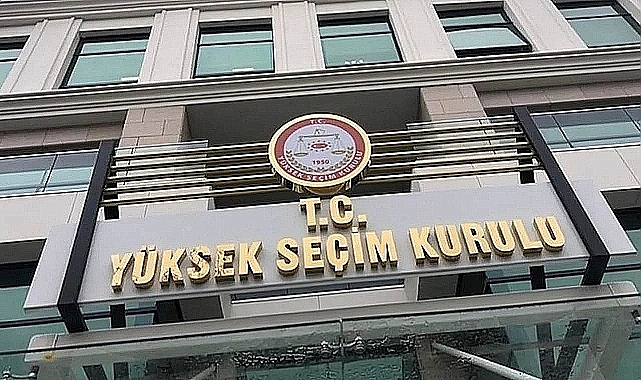 T.C.
1950
YÜKSEK SEÇİM KURULU
T.C.
YÜKSEK SEÇİM KURULU